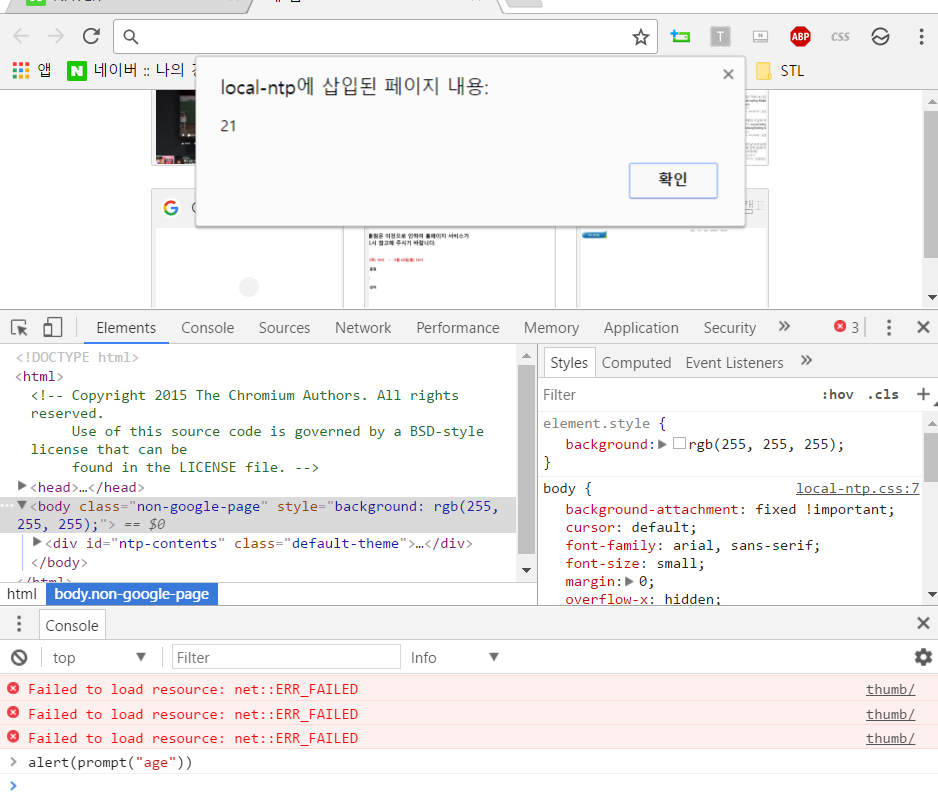 앱
네이버 :: 나의
STL
ABP
CSS
T
local-ntp에 삽입된 페이지 내용:
21
확인
Elements Console Sources Network Performance Memory Application Security » 3
<!DOCTYPE html>
<html>
<!-- Copyright 2015 The Chromium Authors. All rights
reserved.
Use of this source code is governed by a BSD-style
license that can be
found in the LICENSE file. -->
<head>…</head>
<body class="non-google-page" style="background: rgb(255,
255, 255);"> == $0
<div id="ntp-contents" class="default-theme">…</div>
</body>
</html>
html body.non-google-page
Styles Computed Event Listeners »
Filter :hov .cls +
element.style {
background: rgb(255, 255, 255);
}
body { local-ntp.css:7
background-attachment: fixed !important;
cursor: default;
font-family: arial, sans-serif;
font-size: small;
margin: 0;
overflow-x: hidden;
Console
top Filter Info
Failed to load resource: net::ERR_FAILED thumb/
Failed to load resource: net::ERR_FAILED thumb/
Failed to load resource: net::ERR_FAILED thumb/
> alert(prompt("age"))
>